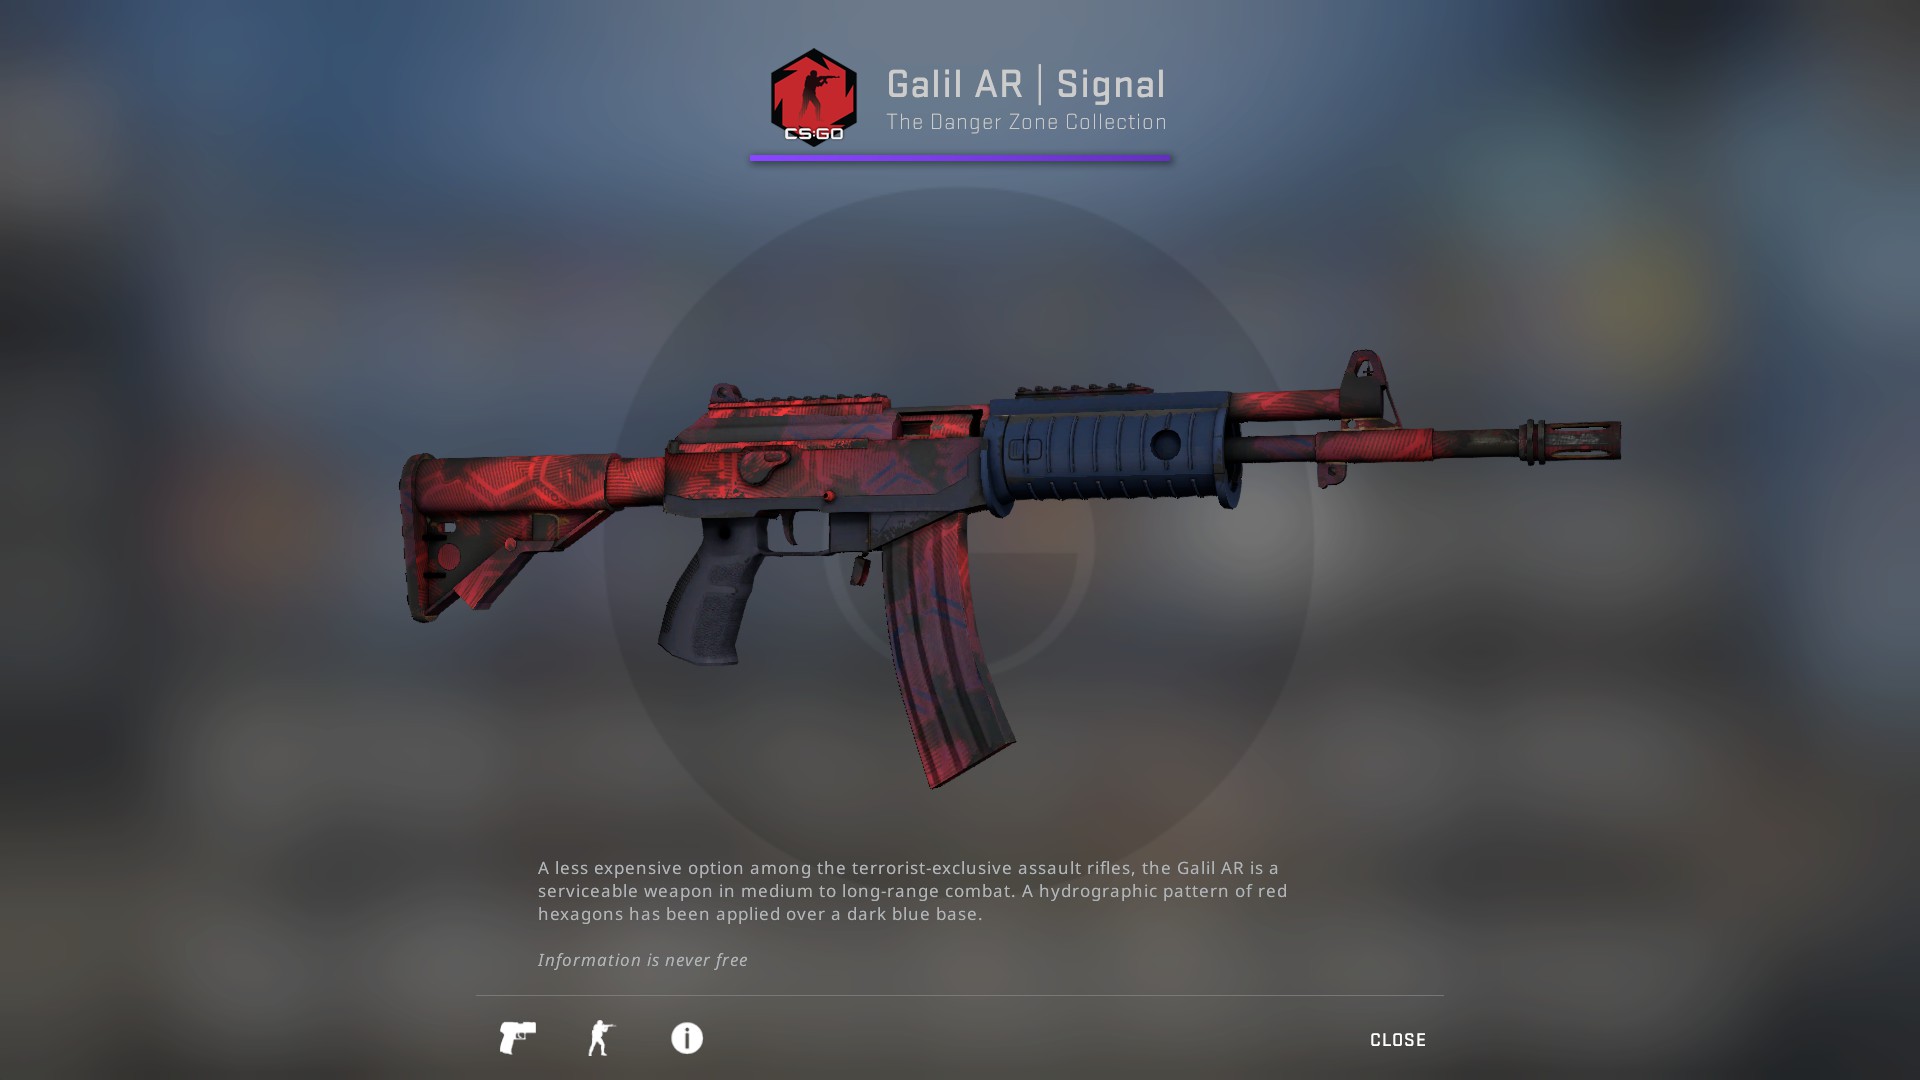 CS:GO
Galil AR | Signal
The Danger Zone Collection
A less expensive option among the terrorist-exclusive assault rifles, the Galil AR is a
serviceable weapon in medium to long-range combat. A hydrographic pattern of red
hexagons has been applied over a dark blue base.
Information is never free
CLOSE